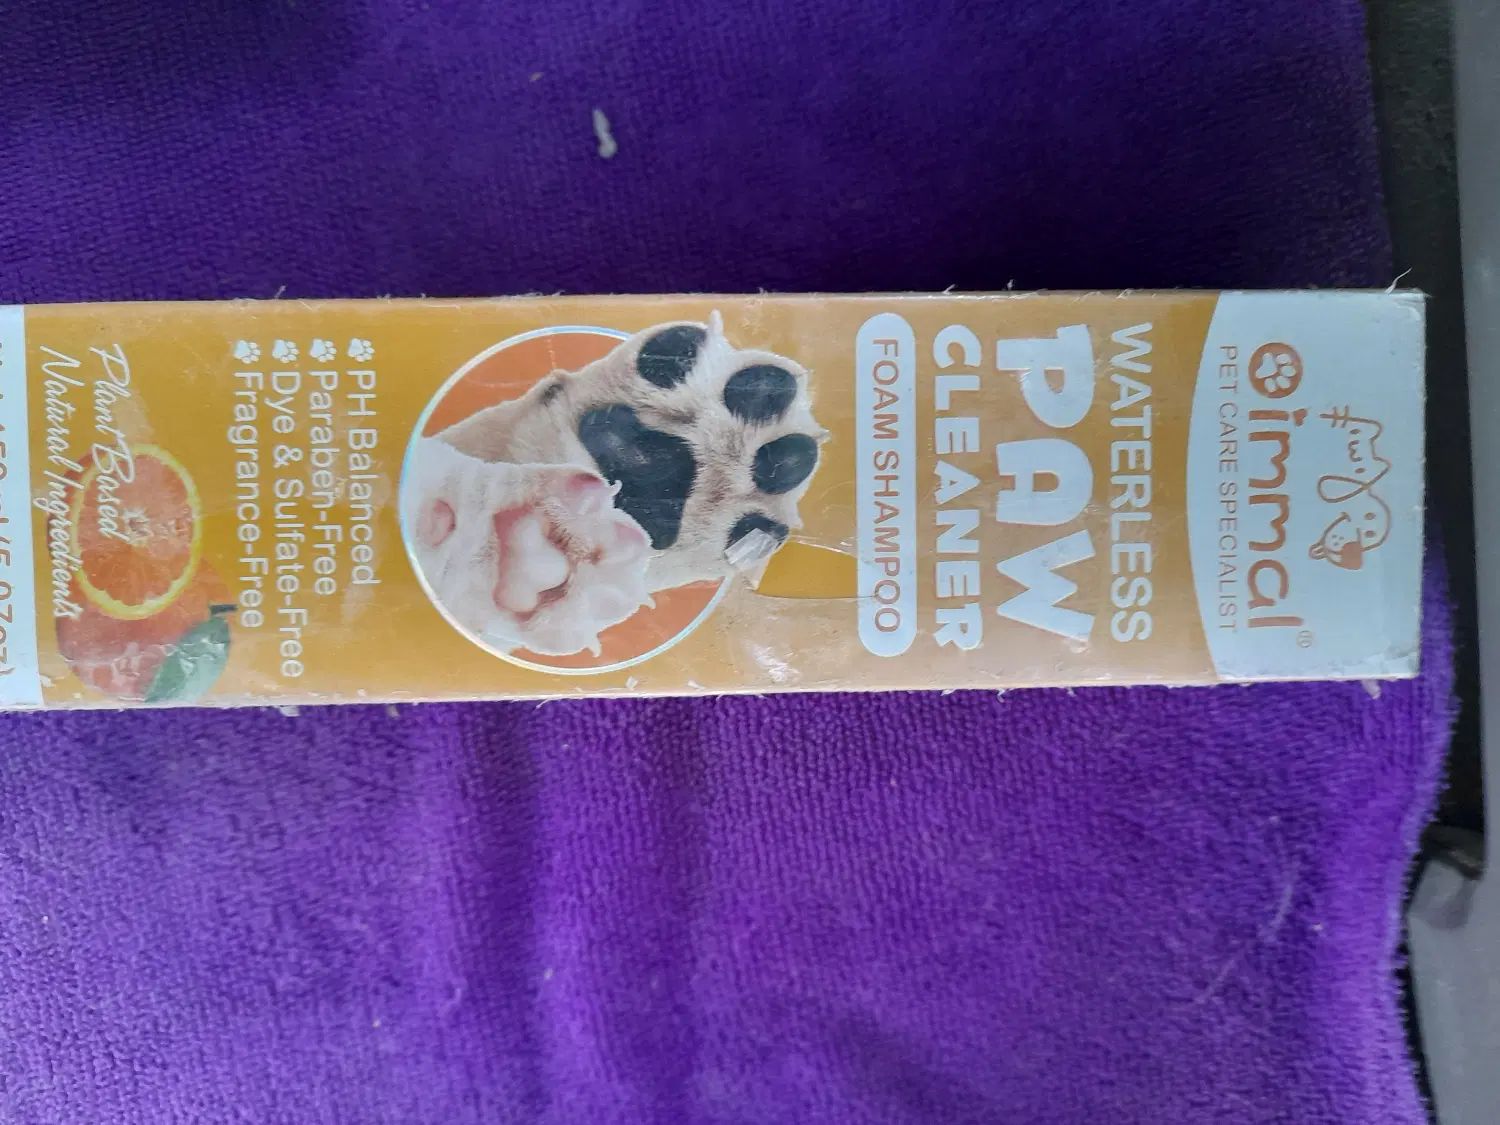 immal®
PET CARE SPECIALIST
WATERLESS
PAW
CLEANER
FOAM SHAMPOO
PH Balanced
Paraben-Free
Dye & Sulfate-Free
Fragrance-Free
Plant Based
Natural Ingredients